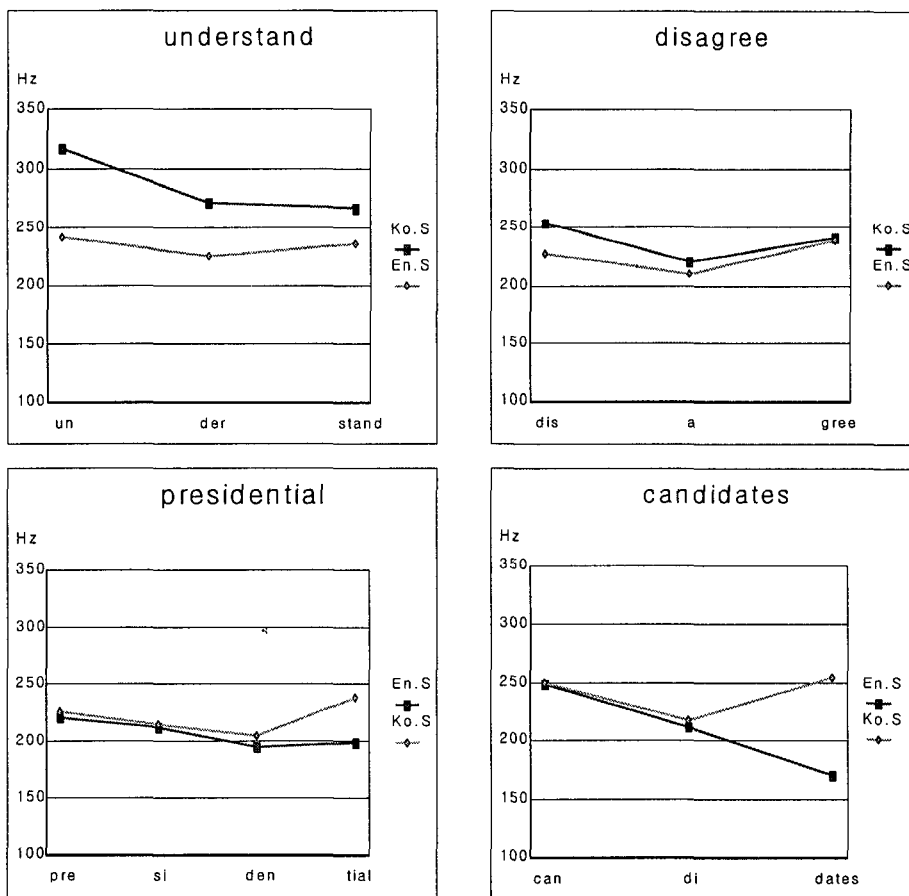 understand
Hz
350
300
250
200
150
100
un der stand
Ko.S
En.S
disagree
Hz
350
300
250
200
150
100
dis a gree
Ko.S
En.S
presidential
Hz
350
300
250
200
150
100
pre si den tial
En.S
Ko.S
candidates
Hz
350
300
250
200
150
100
can di dates
En.S
Ko.S